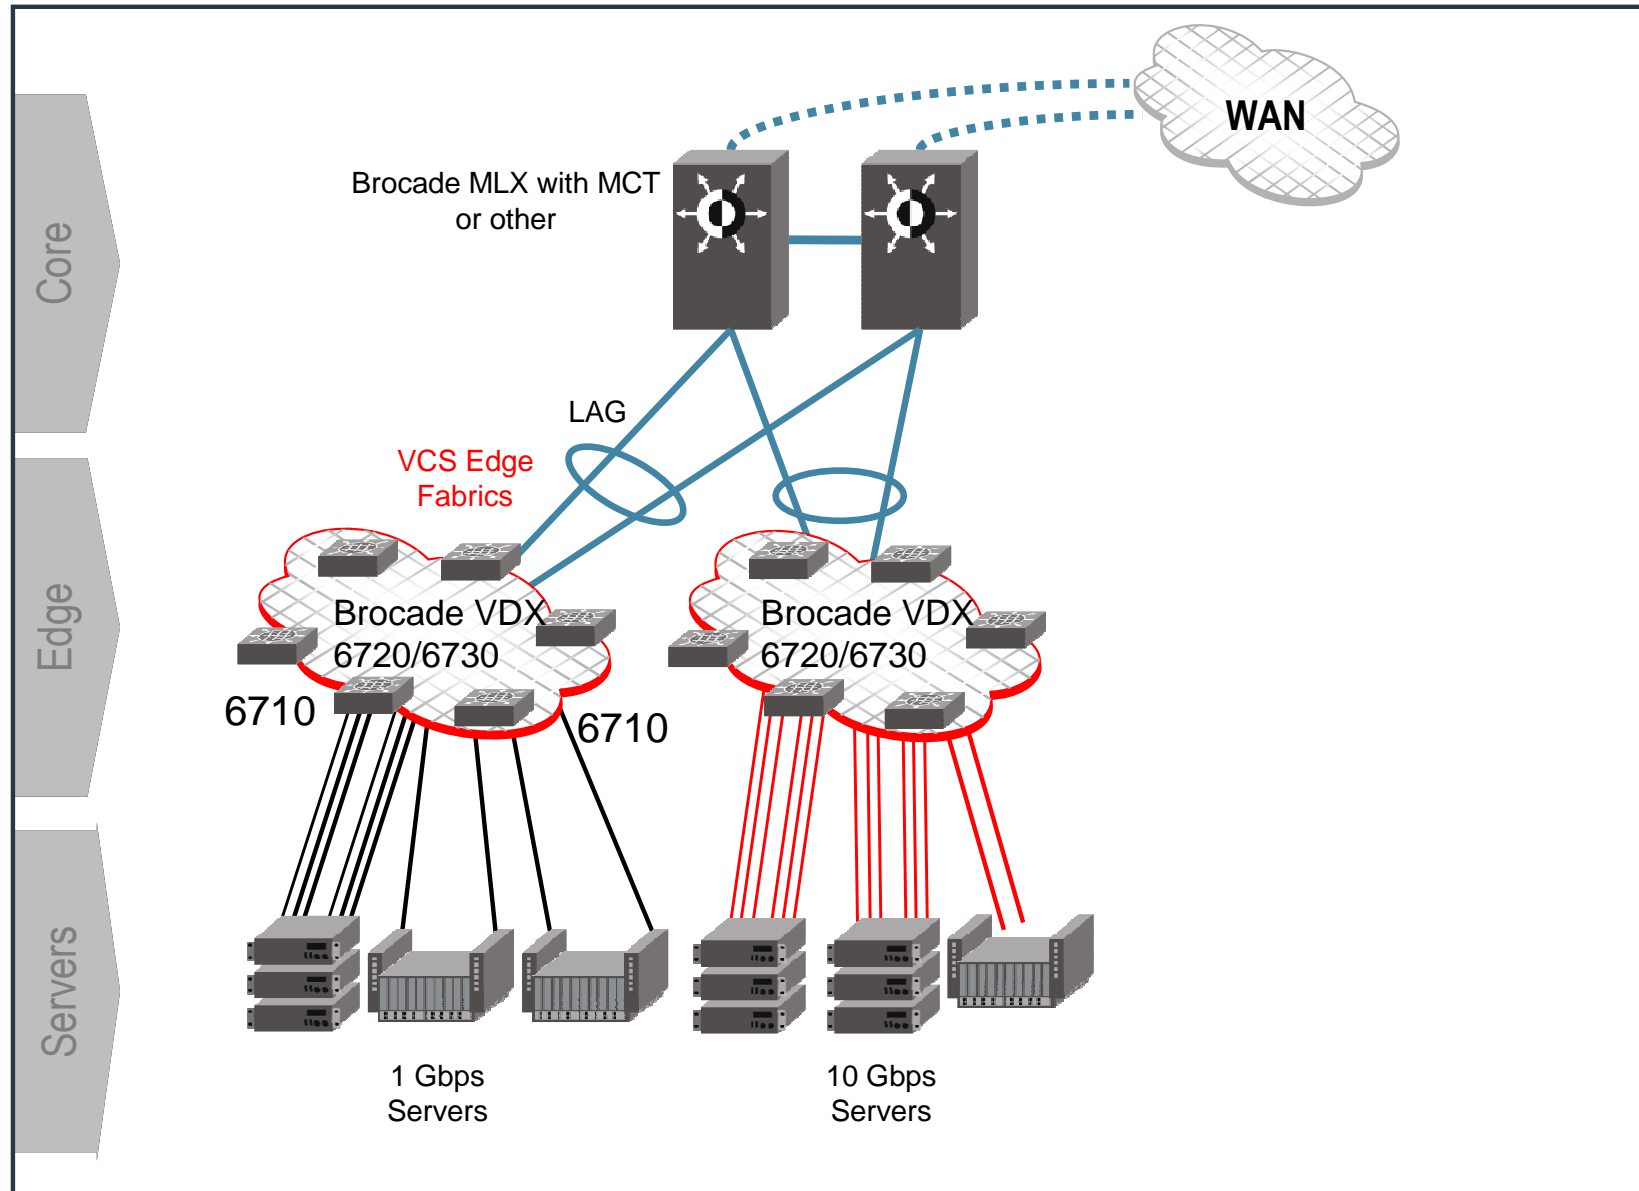 WAN
Brocade MLX with MCT
or other
Core
LAG
VCS Edge
Fabrics
Edge
Brocade VDX
6720/6730
6710
6710
Brocade VDX
6720/6730
Servers
1 Gbps
Servers
10 Gbps
Servers